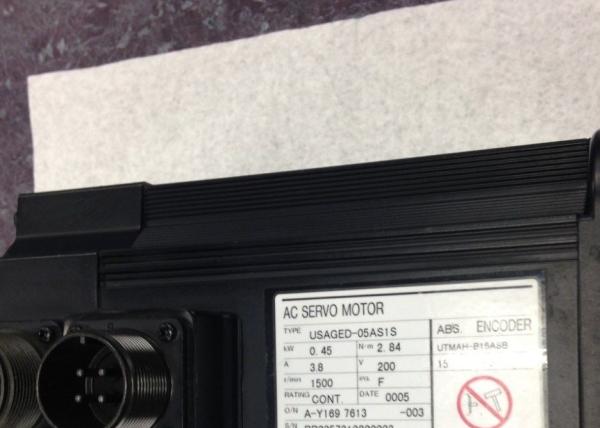 AC SERVO MOTOR
TYPE USAGED-05AS1S
ABS. ENCODER
kW 0.45 N·m 2.84
UTMAH-B15ASB
A 3.8 V 200
15
r/min 1500 INS. F
RATING CONT. DATE 0005
O/N A-Y169 7613 -003
S/N